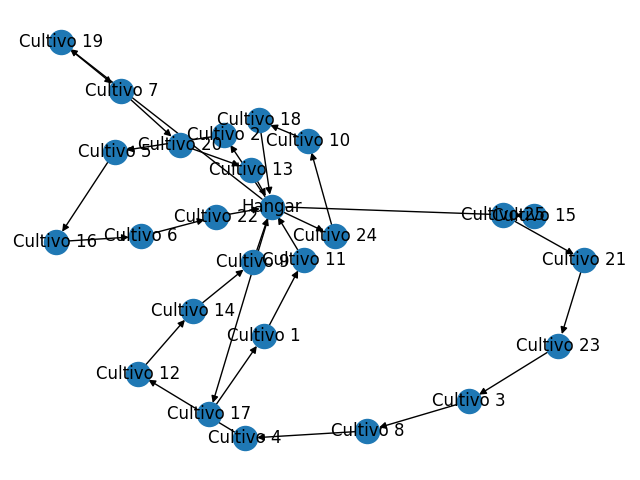 Cultivo 19
Cultivo 7
Cultivo 18
Cultivo 2
Cultivo 10
Cultivo 20
Cultivo 5
Cultivo 13
Hangar
Cultivo 25
Cultivo 15
Cultivo 22
Cultivo 6
Cultivo 24
Cultivo 16
Cultivo 9
Cultivo 11
Cultivo 21
Cultivo 14
Cultivo 1
Cultivo 23
Cultivo 12
Cultivo 3
Cultivo 17
Cultivo 8
Cultivo 4